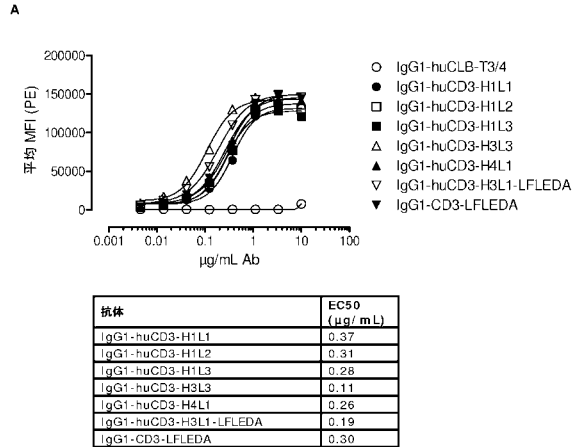 A
200000
150000
100000
50000
0
平均 MFI (PE)
0.001 0.01 0.1 1 10 100
μg/mL Ab
IgG1-huCLB-T3/4
IgG1-huCD3-H1L1
IgG1-huCD3-H1L2
IgG1-huCD3-H1L3
IgG1-huCD3-H3L3
IgG1-huCD3-H4L1
IgG1-huCD3-H3L1-LFLEDA
IgG1-CD3-LFLEDA
抗体 EC50 (μg/ mL)
IgG1-huCD3-H1L1 0.37
IgG1-huCD3-H1L2 0.31
IgG1-huCD3-H1L3 0.28
IgG1-huCD3-H3L3 0.11
IgG1-huCD3-H4L1 0.26
IgG1-huCD3-H3L1-LFLEDA 0.19
IgG1-CD3-LFLEDA 0.30